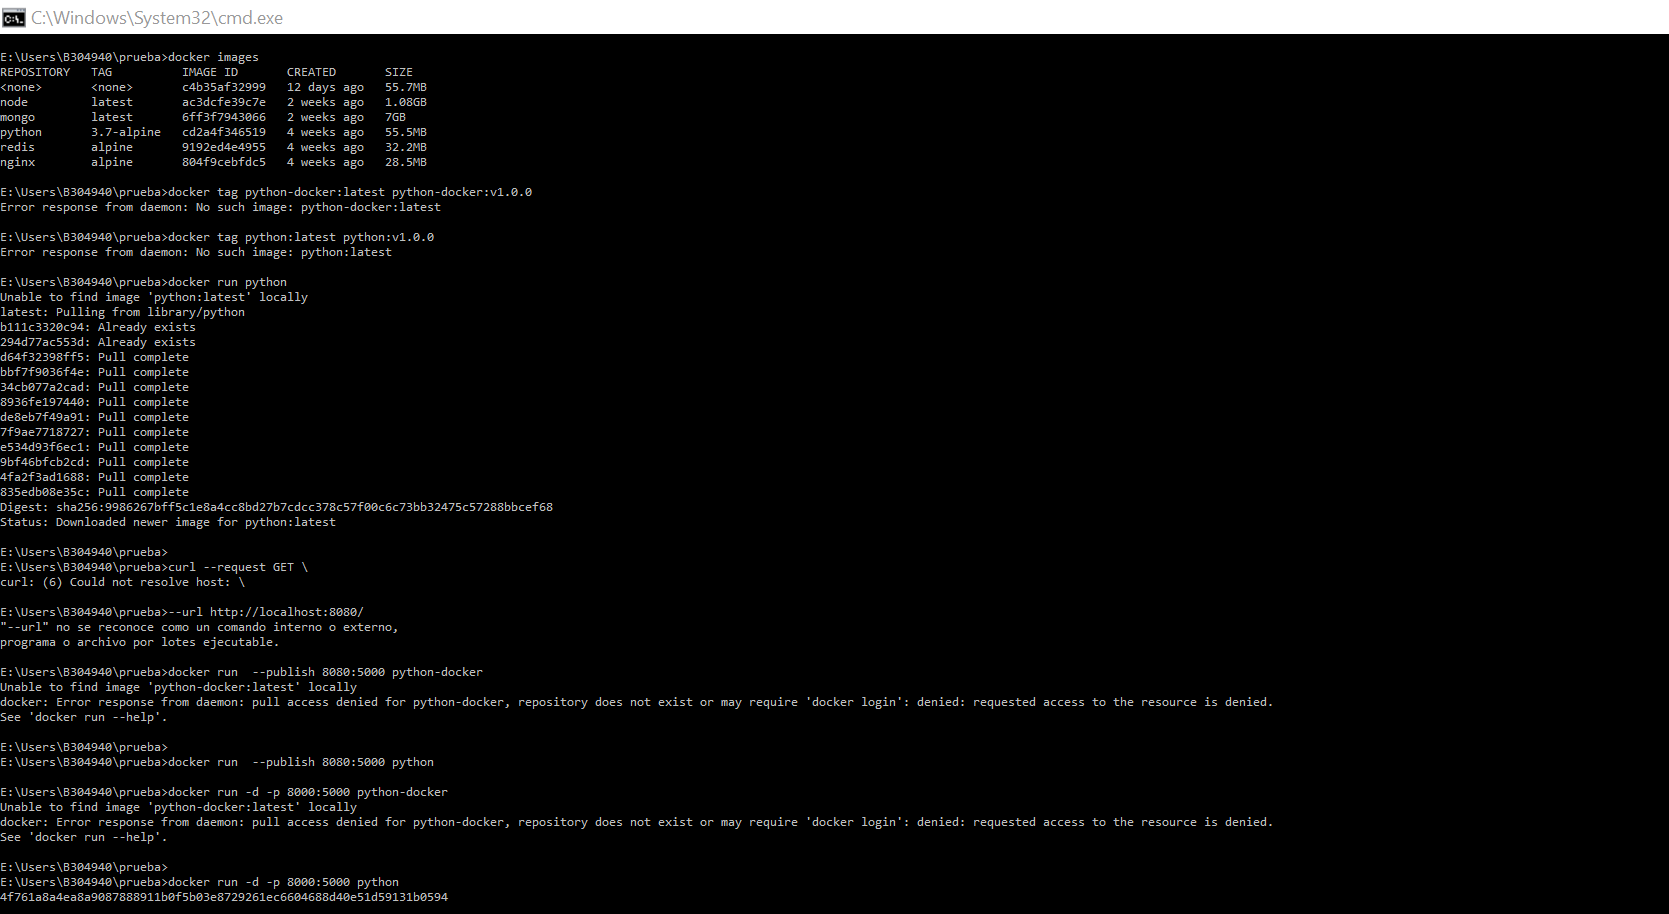 C:\Windows\System32\cmd.exe
E:\Users\B304940\prueba>docker images
REPOSITORY   TAG          IMAGE ID       CREATED       SIZE
<none>       <none>       c4b35af32999   12 days ago   55.7MB
node         latest       ac3dcfe39c7e   2 weeks ago   1.08GB
mongo        latest       6ff3f7943066   2 weeks ago   7GB
python       3.7-alpine   cd2a4f346519   4 weeks ago   55.5MB
redis        alpine       9192ed4e4955   4 weeks ago   32.2MB
nginx        alpine       804f9cebfdc5   4 weeks ago   28.5MB
E:\Users\B304940\prueba>docker tag python-docker:latest python-docker:v1.0.0
Error response from daemon: No such image: python-docker:latest
E:\Users\B304940\prueba>docker tag python:latest python:v1.0.0
Error response from daemon: No such image: python:latest
E:\Users\B304940\prueba>docker run python
Unable to find image 'python:latest' locally
latest: Pulling from library/python
b111c3320c94: Already exists
294d77ac553d: Already exists
d64f32398ff5: Pull complete
bbf7f9036f4e: Pull complete
34cb077a2cad: Pull complete
8936fe197440: Pull complete
de8eb7f49a91: Pull complete
7f9ae7718727: Pull complete
e534d93f6ec1: Pull complete
9bf46bfcb2cd: Pull complete
4fa2f3ad1688: Pull complete
835edb08e35c: Pull complete
Digest: sha256:9986267bff5c1e8a4cc8bd27b7cdcc378c57f00c6c73bb32475c57288bbcef68
Status: Downloaded newer image for python:latest
E:\Users\B304940\prueba>
E:\Users\B304940\prueba>curl --request GET \
curl: (6) Could not resolve host: \
E:\Users\B304940\prueba>--url http://localhost:8080/
"--url" no se reconoce como un comando interno o externo,
programa o archivo por lotes ejecutable.
E:\Users\B304940\prueba>docker run  --publish 8080:5000 python-docker
Unable to find image 'python-docker:latest' locally
docker: Error response from daemon: pull access denied for python-docker, repository does not exist or may require 'docker login': denied: requested access to the resource is denied.
See 'docker run --help'.
E:\Users\B304940\prueba>
E:\Users\B304940\prueba>docker run  --publish 8080:5000 python
E:\Users\B304940\prueba>docker run -d -p 8000:5000 python-docker
Unable to find image 'python-docker:latest' locally
docker: Error response from daemon: pull access denied for python-docker, repository does not exist or may require 'docker login': denied: requested access to the resource is denied.
See 'docker run --help'.
E:\Users\B304940\prueba>
E:\Users\B304940\prueba>docker run -d -p 8000:5000 python
4f761a8a4ea8a9087888911b0f5b03e8729261ec6604688d40e51d59131b0594